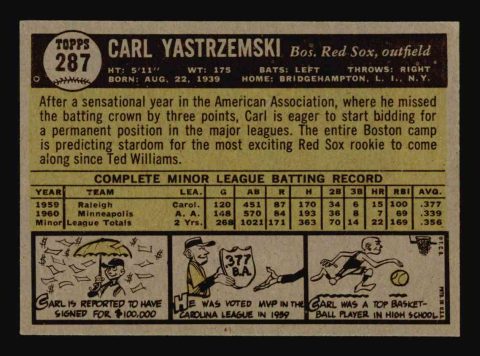 TOPPS
287
CARL YASTRZEMSKI Bos. Red Sox, outfield
HT: 5'11" WT: 175 BATS: LEFT THROWS: RIGHT
BORN: AUG. 22, 1939 HOME: BRIDGEHAMPTON, L. I., N.Y.
After a sensational year in the American Association, where he missed
the batting crown by three points, Carl is eager to start bidding for
a permanent position in the major leagues. The entire Boston camp
is predicting stardom for the most exciting Red Sox rookie to come
along since Ted Williams.
COMPLETE MINOR LEAGUE BATTING RECORD
YEAR TEAM LEA. G AB R H 2B 3B HR RBI AVG.
1959 Raleigh Carol. 120 451 87 170 34 6 15 100 .377
1960 Minneapolis A. A. 148 570 84 193 36 8 7 69 .339
Minor League Totals 2 Yrs. 268 1021 171 363 70 14 22 169 .356
377
B.A.
CARL IS REPORTED TO HAVE
SIGNED FOR $100,000
HE WAS VOTED MVP IN THE
CAROLINA LEAGUE IN 1959
CARL WAS A TOP BASKET-
BALL PLAYER IN HIGH SCHOOL